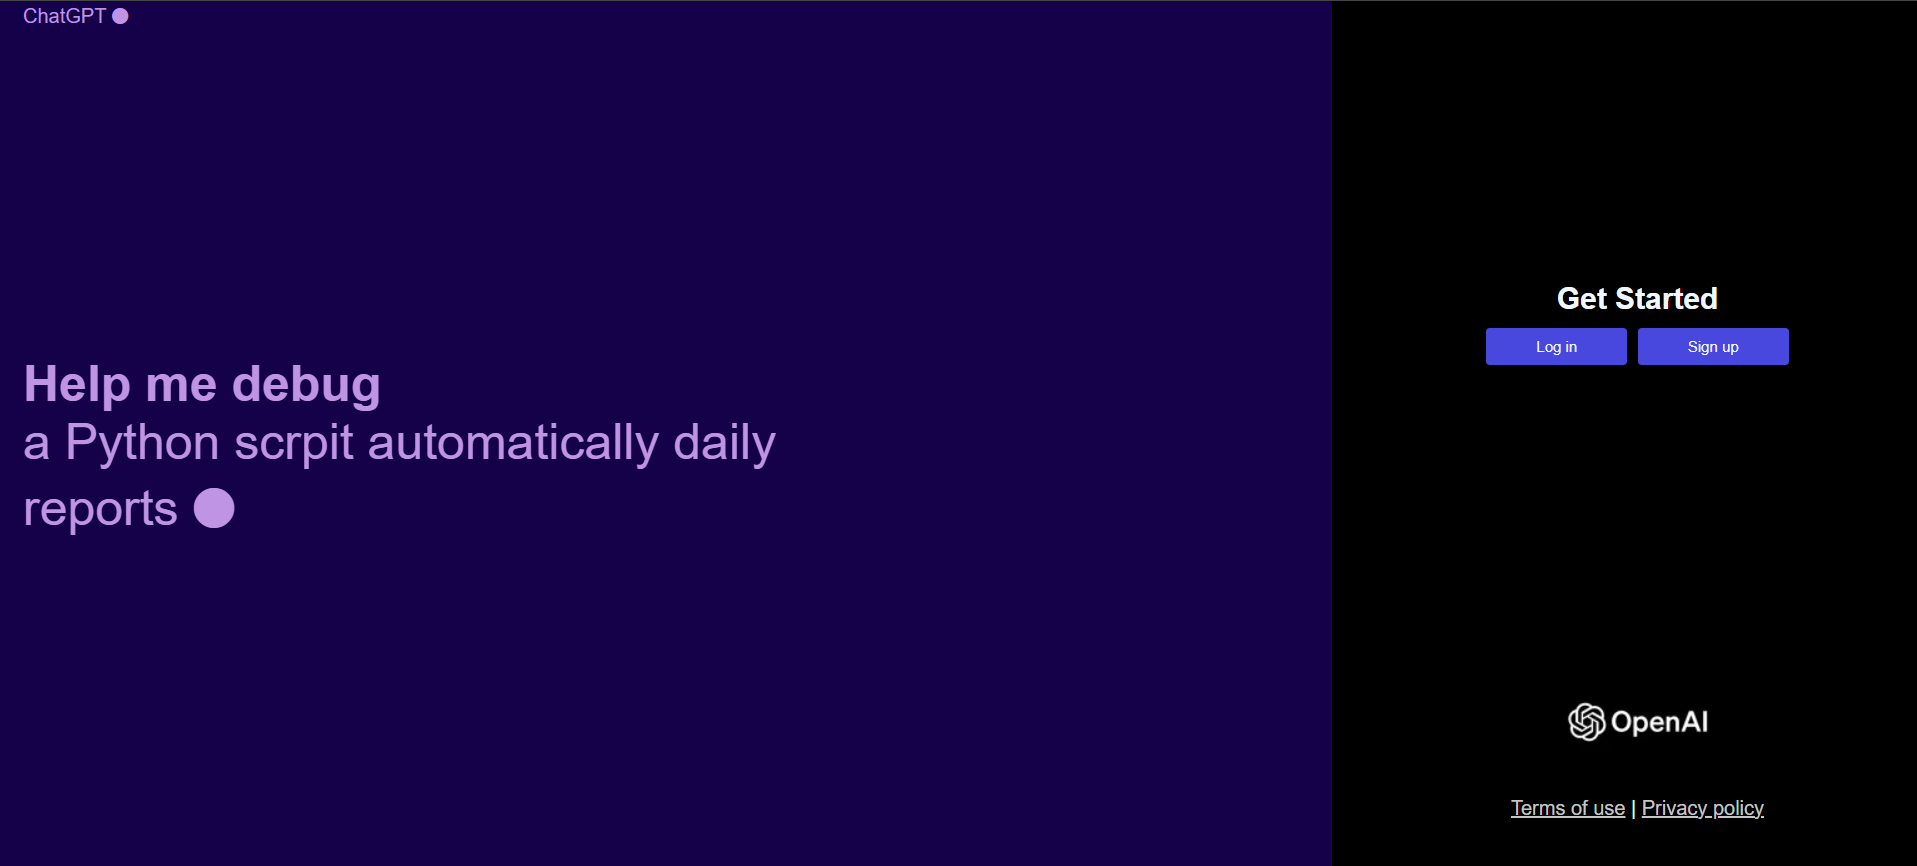 ChatGPT ●
Help me debug
a Python scrpit automatically daily
reports ●
Get Started
Log in
Sign up
OpenAI
Terms of use | Privacy policy